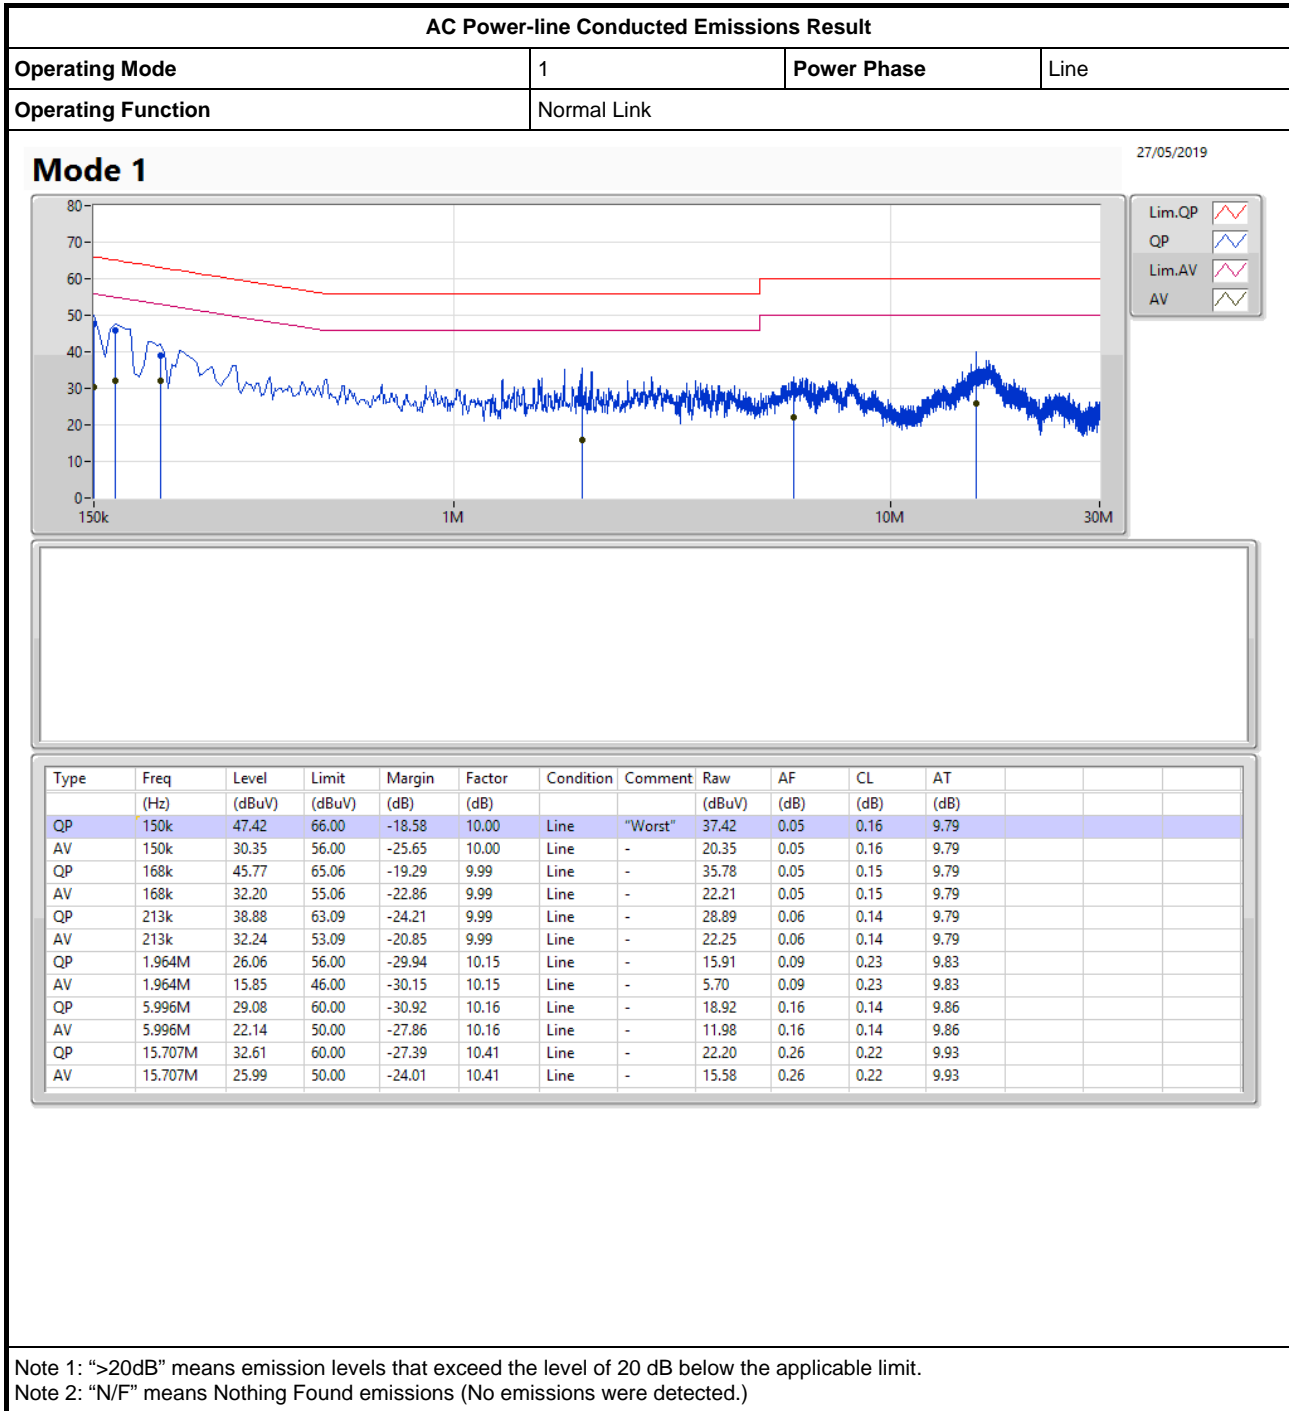 AC Power-line Conducted Emissions Result
Operating Mode 1 Power Phase Line
Operating Function Normal Link
27/05/2019
Mode 1
80
70
60
50
40
30
20
10
0
150k 1M 10M 30M
Lim.QP
QP
Lim.AV
AV
Type Freq Level Limit Margin Factor Condition Comment Raw AF CL AT
(Hz) (dBuV) (dBuV) (dB) (dB) (dBuV) (dB) (dB) (dB)
QP 150k 47.42 66.00 -18.58 10.00 Line "Worst" 37.42 0.05 0.16 9.79
AV 150k 30.35 56.00 -25.65 10.00 Line - 20.35 0.05 0.16 9.79
QP 168k 45.77 65.06 -19.29 9.99 Line - 35.78 0.05 0.15 9.79
AV 168k 32.20 55.06 -22.86 9.99 Line - 22.21 0.05 0.15 9.79
QP 213k 38.88 63.09 -24.21 9.99 Line - 28.89 0.06 0.14 9.79
AV 213k 32.24 53.09 -20.85 9.99 Line - 22.25 0.06 0.14 9.79
QP 1.964M 26.06 56.00 -29.94 10.15 Line - 15.91 0.09 0.23 9.83
AV 1.964M 15.85 46.00 -30.15 10.15 Line - 5.70 0.09 0.23 9.83
QP 5.996M 29.08 60.00 -30.92 10.16 Line - 18.92 0.16 0.14 9.86
AV 5.996M 22.14 50.00 -27.86 10.16 Line - 11.98 0.16 0.14 9.86
QP 15.707M 32.61 60.00 -27.39 10.41 Line - 22.20 0.26 0.22 9.93
AV 15.707M 25.99 50.00 -24.01 10.41 Line - 15.58 0.26 0.22 9.93
Note 1: “>20dB” means emission levels that exceed the level of 20 dB below the applicable limit.
Note 2: “N/F” means Nothing Found emissions (No emissions were detected.)